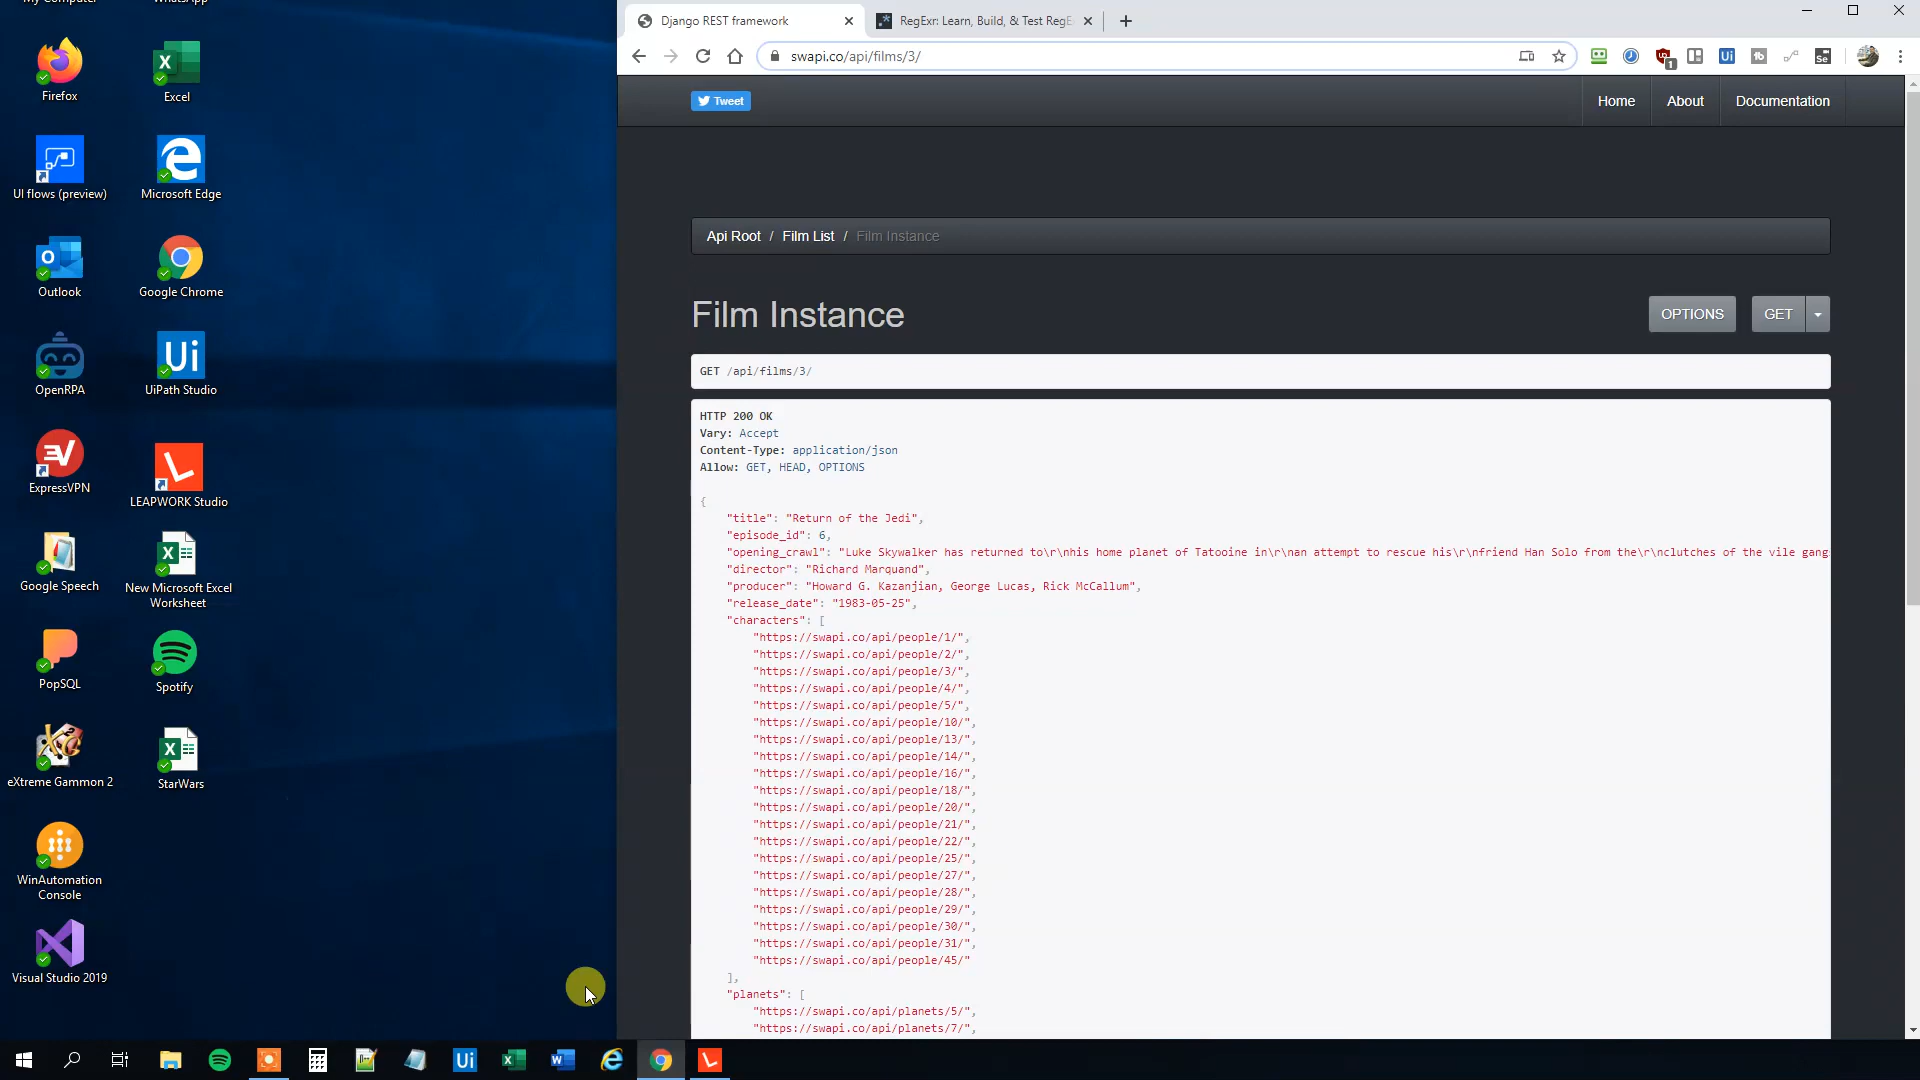 My Computer
WhatsApp
Firefox
Excel
UI flows (preview)
Microsoft Edge
Outlook
Google Chrome
OpenRPA
UiPath Studio
ExpressVPN
LEAPWORK Studio
Google Speech
New Microsoft Excel
Worksheet
PopSQL
Spotify
eXtreme Gammon 2
StarWars
WinAutomation
Console
Visual Studio 2019
Django REST framework
RegExr: Learn, Build, & Test RegE
swapi.co/api/films/3/
Tweet
Home
About
Documentation
Api Root / Film List / Film Instance
Film Instance
OPTIONS
GET
GET /api/films/3/
HTTP 200 OK
Vary: Accept
Content-Type: application/json
Allow: GET, HEAD, OPTIONS
{
"title": "Return of the Jedi",
"episode_id": 6,
"opening_crawl": "Luke Skywalker has returned to\r\nhis home planet of Tatooine in\r\nan attempt to rescue his\r\nfriend Han Solo from the\r\nclutches of the vile gang
"director": "Richard Marquand",
"producer": "Howard G. Kazanjian, George Lucas, Rick McCallum",
"release_date": "1983-05-25",
"characters": [
"https://swapi.co/api/people/1/",
"https://swapi.co/api/people/2/",
"https://swapi.co/api/people/3/",
"https://swapi.co/api/people/4/",
"https://swapi.co/api/people/5/",
"https://swapi.co/api/people/10/",
"https://swapi.co/api/people/13/",
"https://swapi.co/api/people/14/",
"https://swapi.co/api/people/16/",
"https://swapi.co/api/people/18/",
"https://swapi.co/api/people/20/",
"https://swapi.co/api/people/21/",
"https://swapi.co/api/people/22/",
"https://swapi.co/api/people/25/",
"https://swapi.co/api/people/27/",
"https://swapi.co/api/people/28/",
"https://swapi.co/api/people/29/",
"https://swapi.co/api/people/30/",
"https://swapi.co/api/people/31/",
"https://swapi.co/api/people/45/"
],
"planets": [
"https://swapi.co/api/planets/5/",
"https://swapi.co/api/planets/7/",